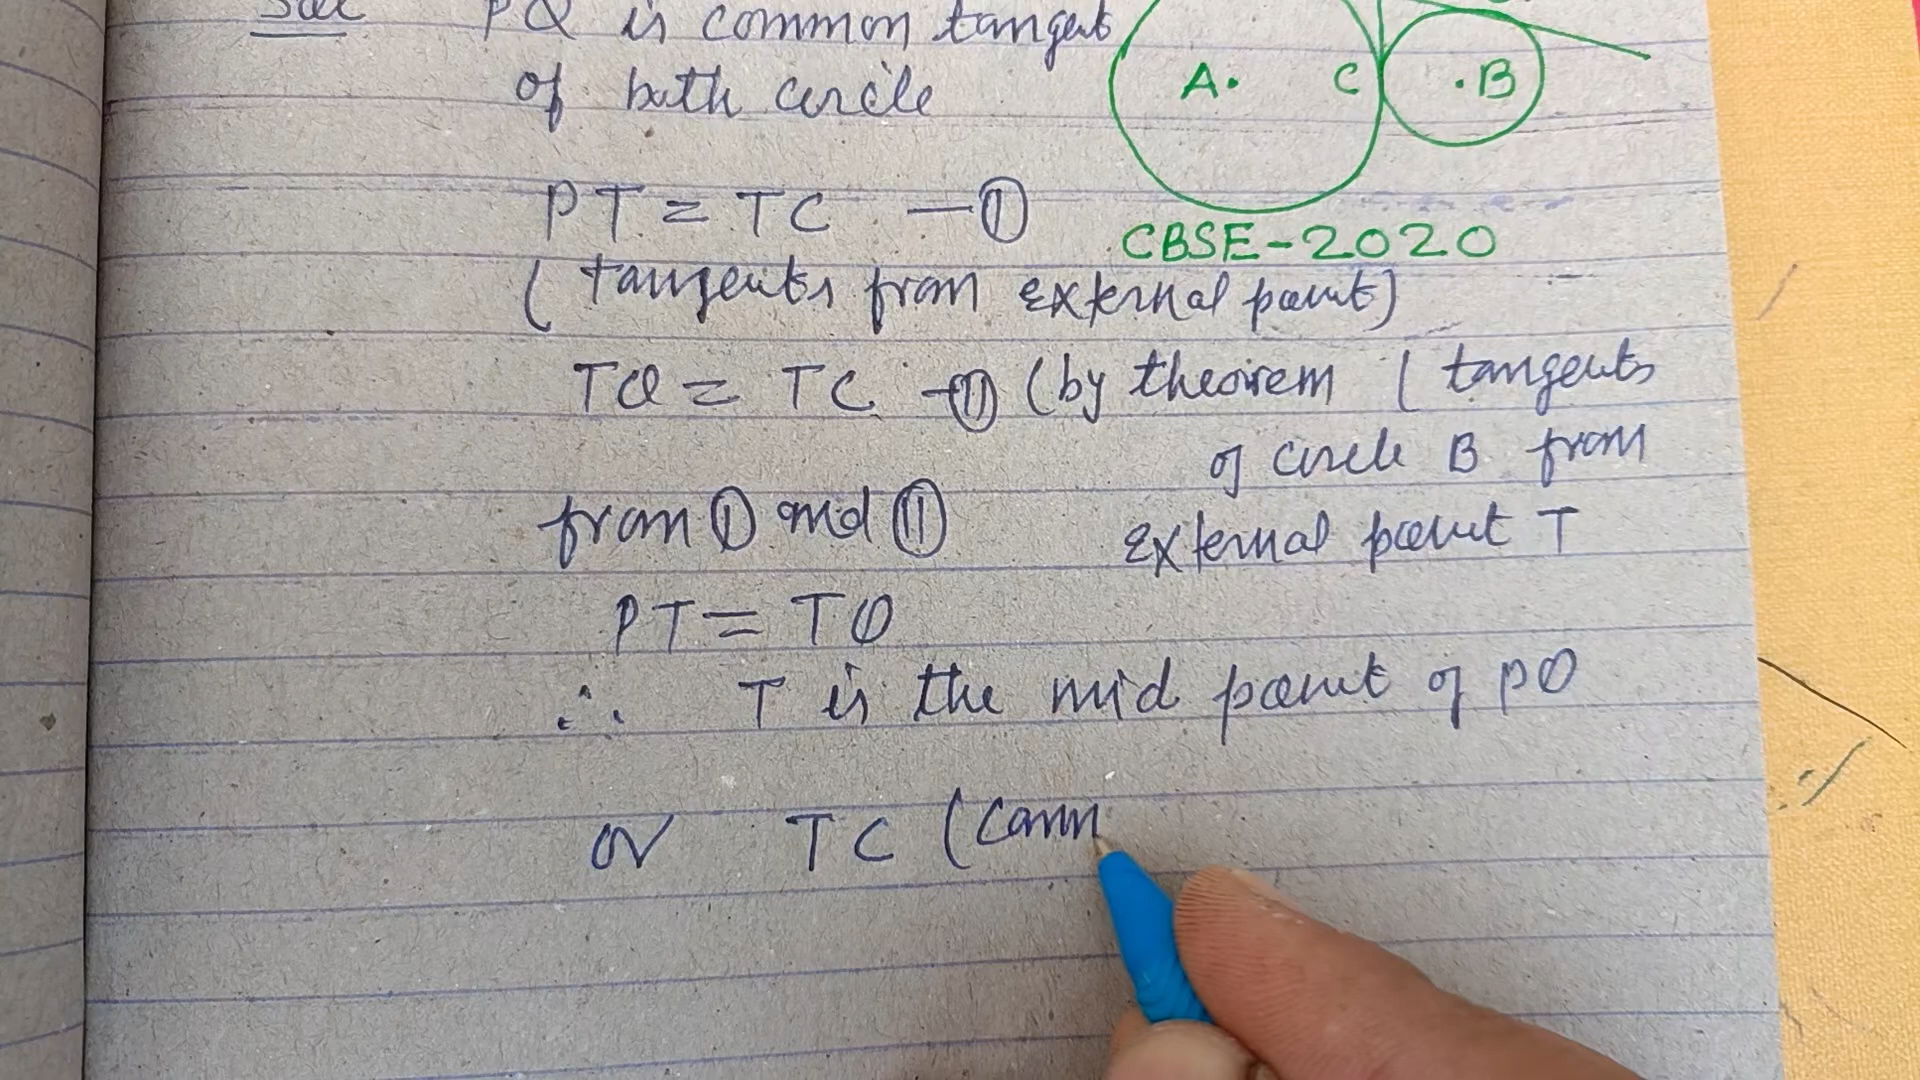 Sol PQ is common tangent
of both circle
A. C .B
PT = TC —①
CBSE-2020
(tangents from external point)
TQ = TC —⑪ (by theorem (tangents
of circle B from
external point T
from ① and ⑪
PT = TQ
∴ T is the mid point of PQ
or TC (Comm